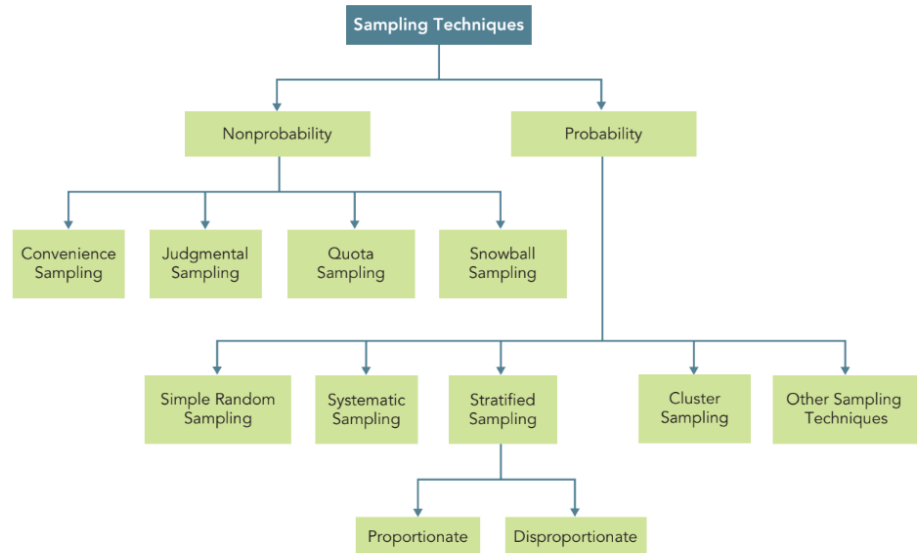 Sampling Techniques
Nonprobability
Probability
Convenience
Sampling
Judgmental
Sampling
Quota
Sampling
Snowball
Sampling
Simple Random
Sampling
Systematic
Sampling
Stratified
Sampling
Cluster
Sampling
Other Sampling
Techniques
Proportionate
Disproportionate